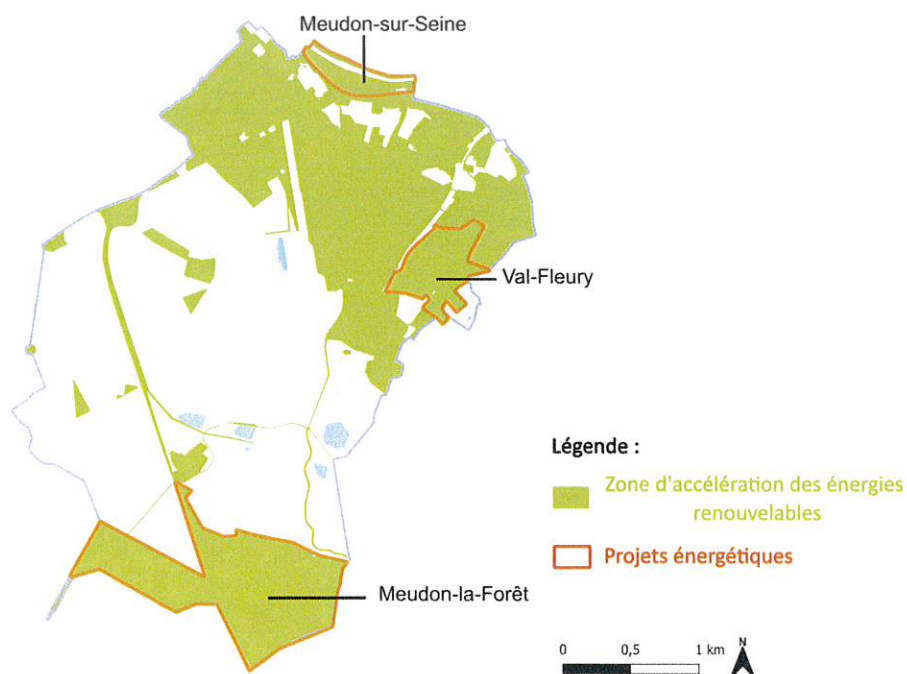 Meudon-sur-Seine
Val-Fleury
Légende :
Zone d'accélération des énergies
renouvelables
Projets énergétiques
Meudon-la-Forêt
0 0,5 1 km
N